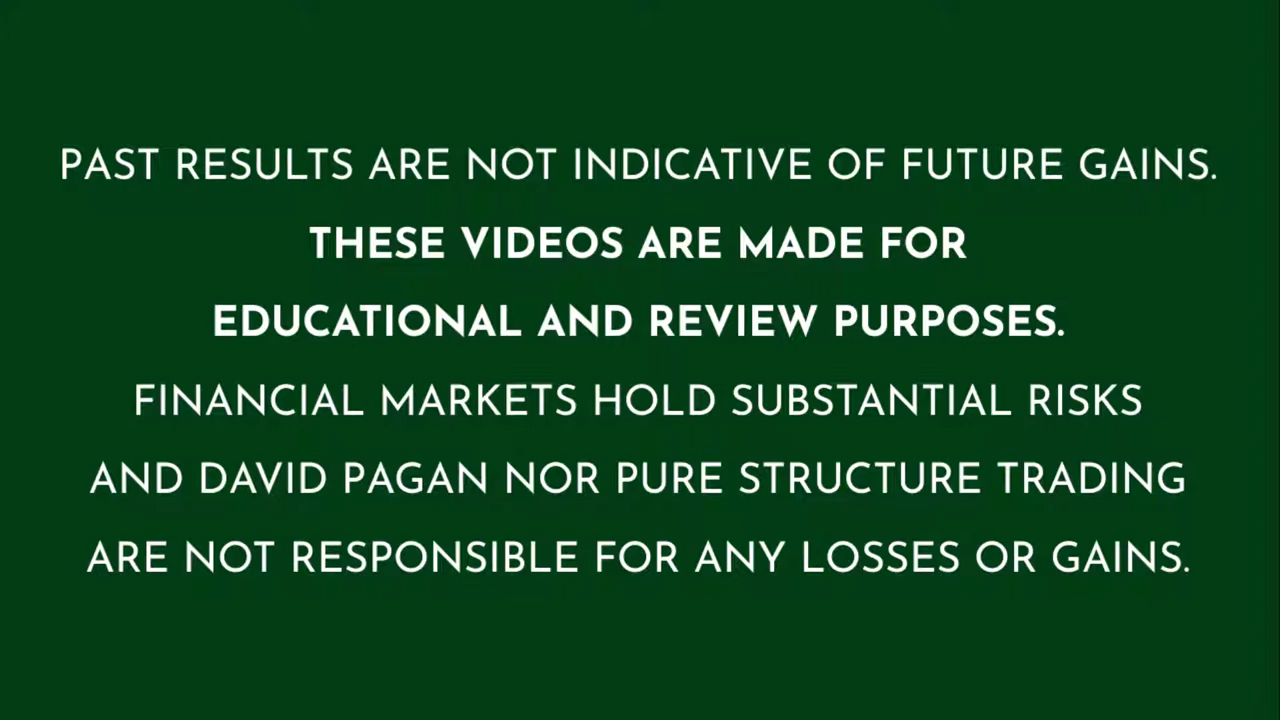 PAST RESULTS ARE NOT INDICATIVE OF FUTURE GAINS.
THESE VIDEOS ARE MADE FOR
EDUCATIONAL AND REVIEW PURPOSES.
FINANCIAL MARKETS HOLD SUBSTANTIAL RISKS
AND DAVID PAGAN NOR PURE STRUCTURE TRADING
ARE NOT RESPONSIBLE FOR ANY LOSSES OR GAINS.